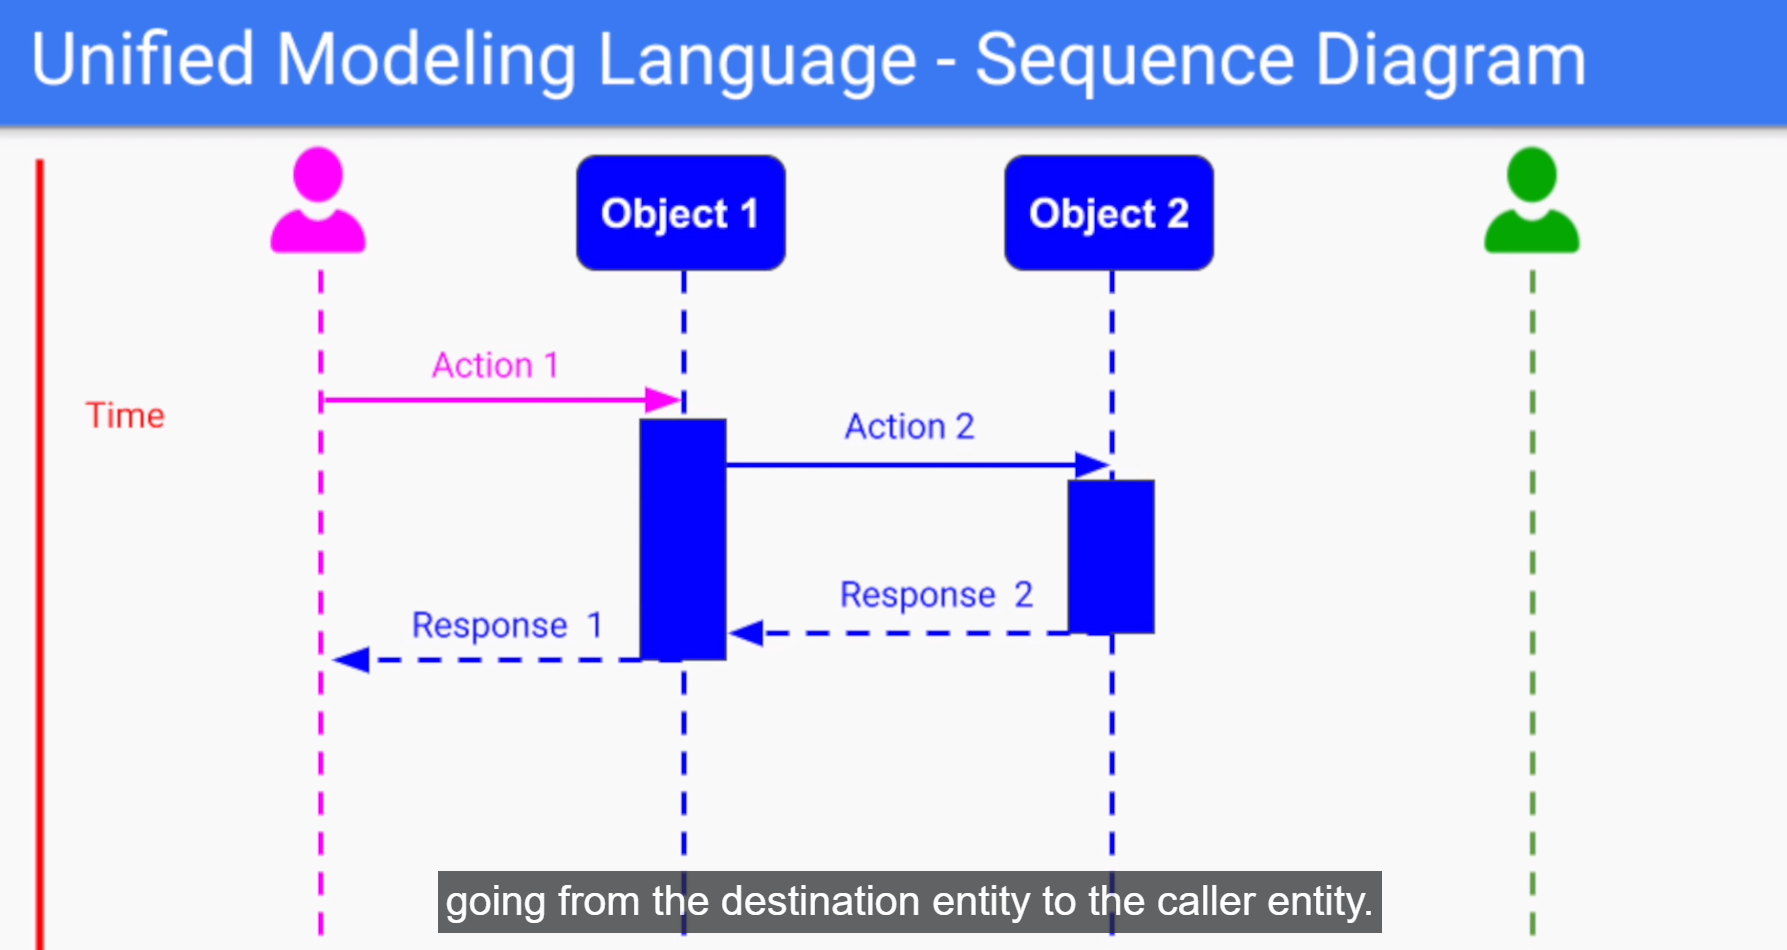 Unified Modeling Language - Sequence Diagram
Object 1
Object 2
Action 1
Time
Action 2
Response 2
Response 1
going from the destination entity to the caller entity.